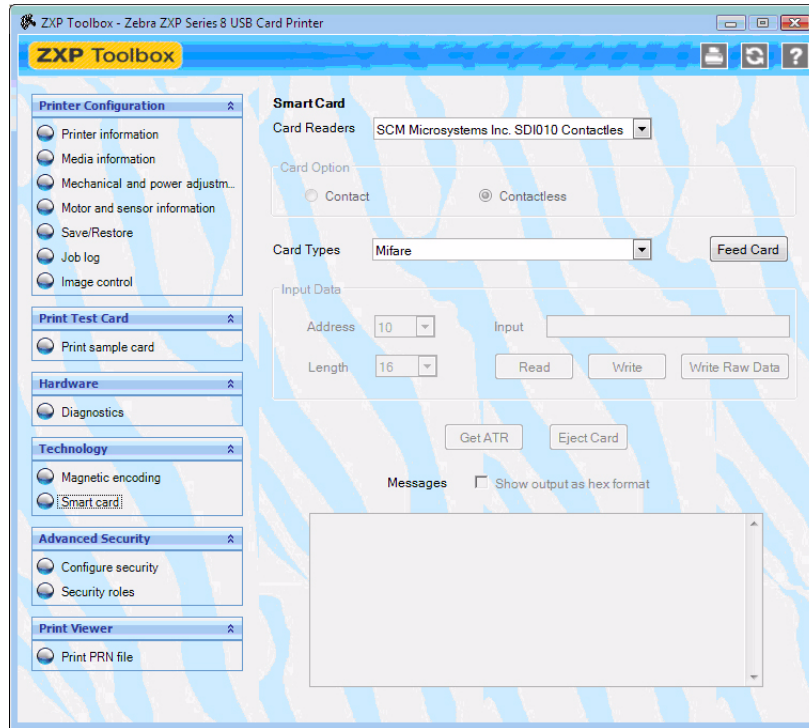 ZXP Toolbox - Zebra ZXP Series 8 USB Card Printer
ZXP Toolbox
?
Printer Configuration
Printer information
Media information
Mechanical and power adjustm...
Motor and sensor information
Save/Restore
Job log
Image control
Print Test Card
Print sample card
Hardware
Diagnostics
Technology
Magnetic encoding
Smart card
Advanced Security
Configure security
Security roles
Print Viewer
Print PRN file
Smart Card
Card Readers SCM Microsystems Inc. SDI010 Contactles
Card Option
Contact Contactless
Card Types Mifare Feed Card
Input Data
Address 10 Input
Length 16 Read Write Write Raw Data
Get ATR Eject Card
Messages Show output as hex format